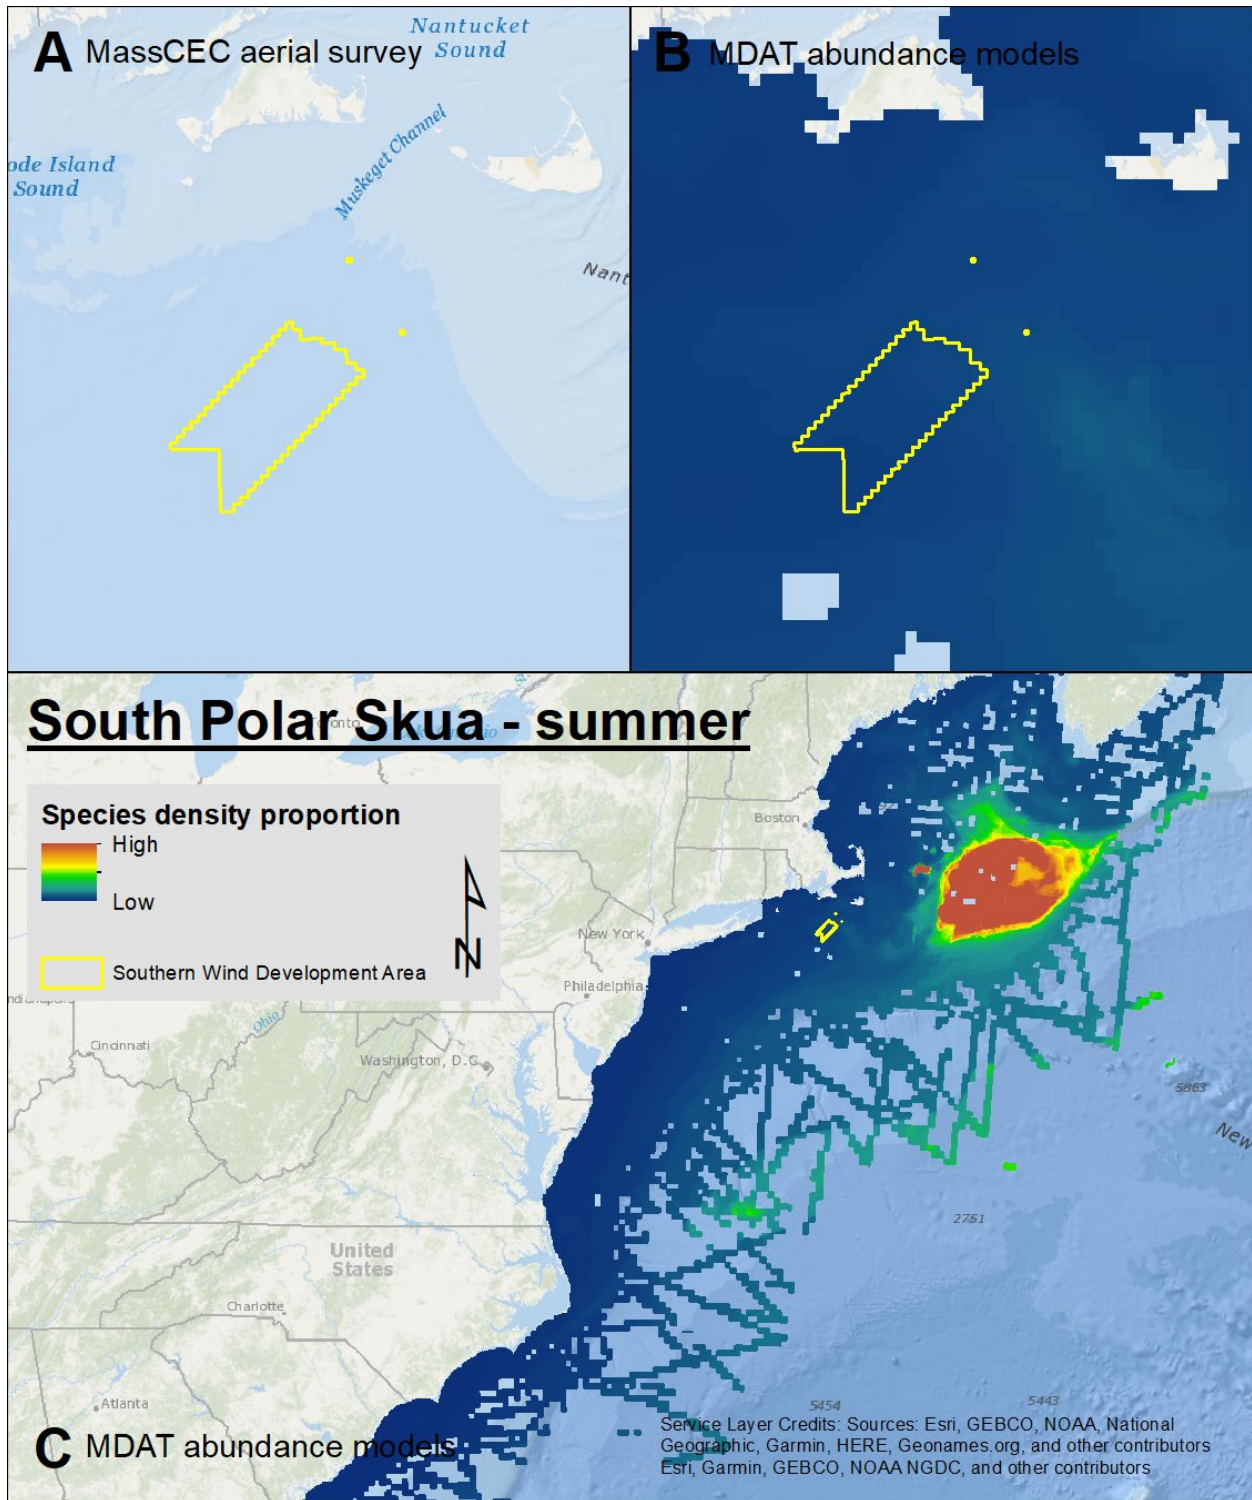 A MassCEC aerial survey
Nantucket
Sound
Muskeget Channel
ode Island
Sound
Nant
B MDAT abundance models
South Polar Skua - summer
Toronto
Species density proportion
High
Low
Southern Wind Development Area
N
Boston
New York
Philadelphia
Ohio
Cincinnati
Washington, D.C.
5863
New
2751
United
States
Charlotte
Atlanta
5454
5443
C MDAT abundance models
Service Layer Credits: Sources: Esri, GEBCO, NOAA, National
Geographic, Garmin, HERE, Geonames.org, and other contributors
Esri, Garmin, GEBCO, NOAA NGDC, and other contributors